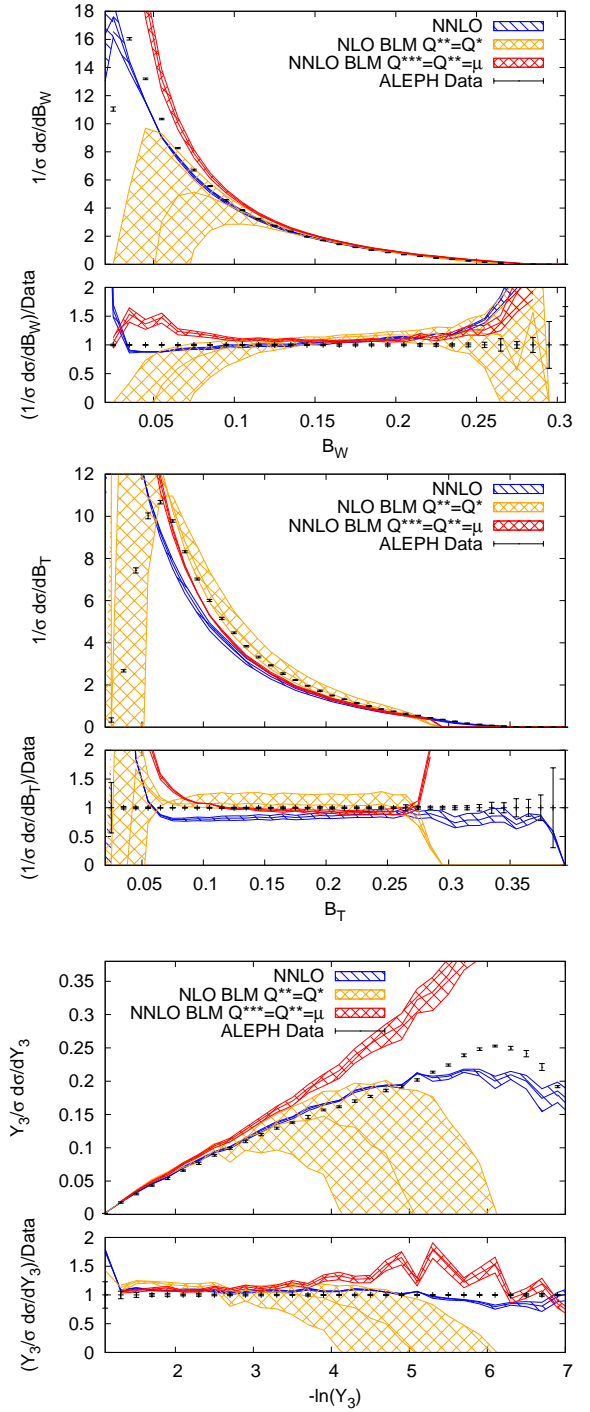 18
16
14
12
10
8
6
4
2
0
1/σ dσ/dB_W
NNLO
NLO BLM Q**=Q*
NNLO BLM Q***=Q**=μ
ALEPH Data
2
1.5
1
0.5
0
(1/σ dσ/dB_W)/Data
0.05 0.1 0.15 0.2 0.25 0.3
B_W
12
10
8
6
4
2
0
1/σ dσ/dB_T
NNLO
NLO BLM Q**=Q*
NNLO BLM Q***=Q**=μ
ALEPH Data
2
1.5
1
0.5
0
(1/σ dσ/dB_T)/Data
0.05 0.1 0.15 0.2 0.25 0.3 0.35
B_T
0.35
0.3
0.25
0.2
0.15
0.1
0.05
0
Y_3/σ dσ/dY_3
NNLO
NLO BLM Q**=Q*
NNLO BLM Q***=Q**=μ
ALEPH Data
2
1.5
1
0.5
0
(Y_3/σ dσ/dY_3)/Data
2 3 4 5 6 7
-ln(Y_3)